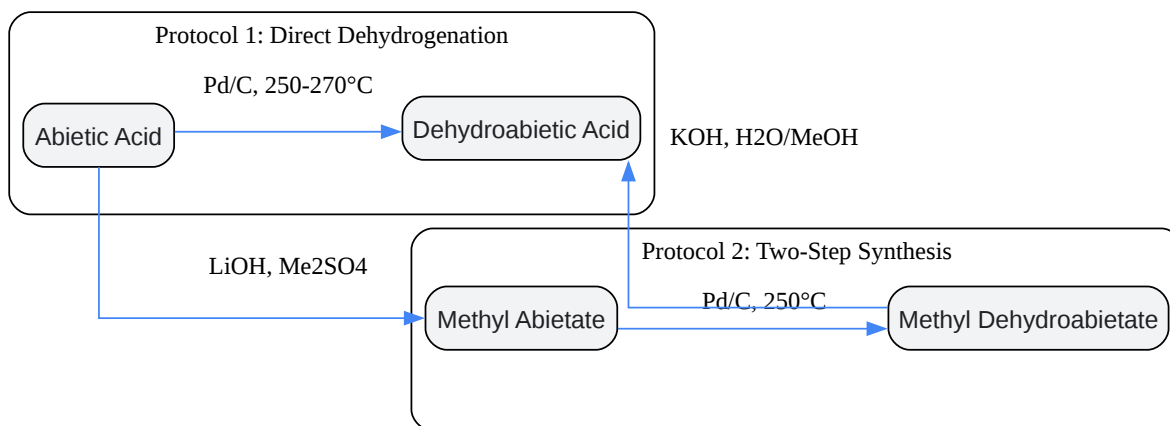 Protocol 1: Direct Dehydrogenation
Pd/C, 250-270°C
Abietic Acid
Dehydroabietic Acid
KOH, H2O/MeOH
Protocol 2: Two-Step Synthesis
LiOH, Me2SO4
Pd/C, 250°C
Methyl Abietate
Methyl Dehydroabietate